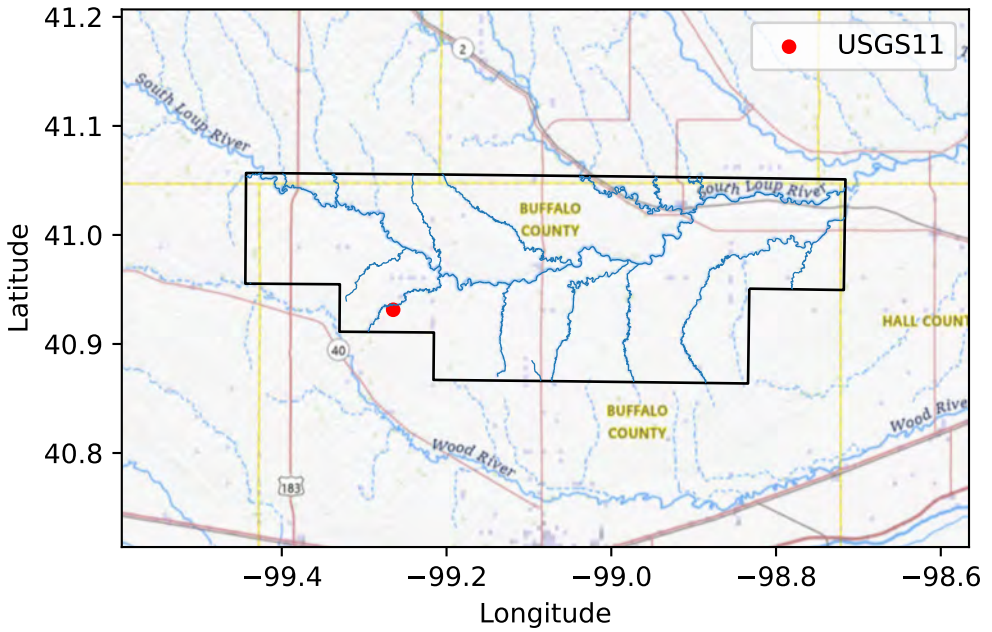 41.2
41.1
41.0
40.9
40.8
Latitude
−99.4
−99.2
−99.0
−98.8
−98.6
Longitude
USGS11
2
South Loup River
South Loup River
BUFFALO
COUNTY
HALL COUNT
40
BUFFALO
COUNTY
Wood River
Wood Rive
183